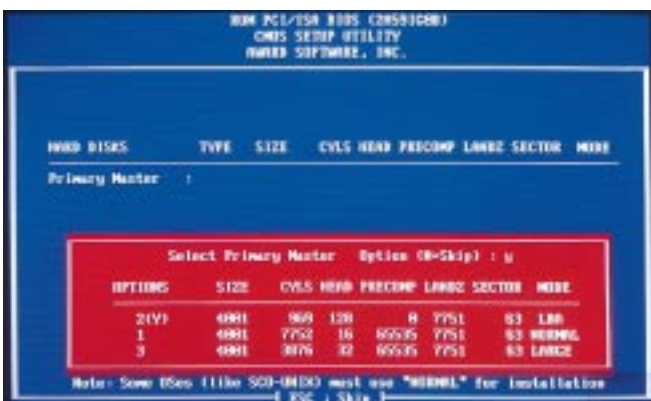 ROM PCI/ISA BIOS (2A59IGBD)
CMOS SETUP UTILITY
AWARD SOFTWARE, INC.
HARD DISKS TYPE SIZE CYLS HEAD PRECOMP LANDZ SECTOR MODE
Primary Master :
Select Primary Master Option (N=Skip) : y
OPTIONS SIZE CYLS HEAD PRECOMP LANDZ SECTOR MODE
2(Y) 4001 969 128 0 7751 63 LBA
1 4001 7752 16 65535 7751 63 NORMAL
3 4001 3876 32 65535 7751 63 LARGE
Note: Some OSes (like SCO-UNIX) must use "NORMAL" for installation
ESC : Skip